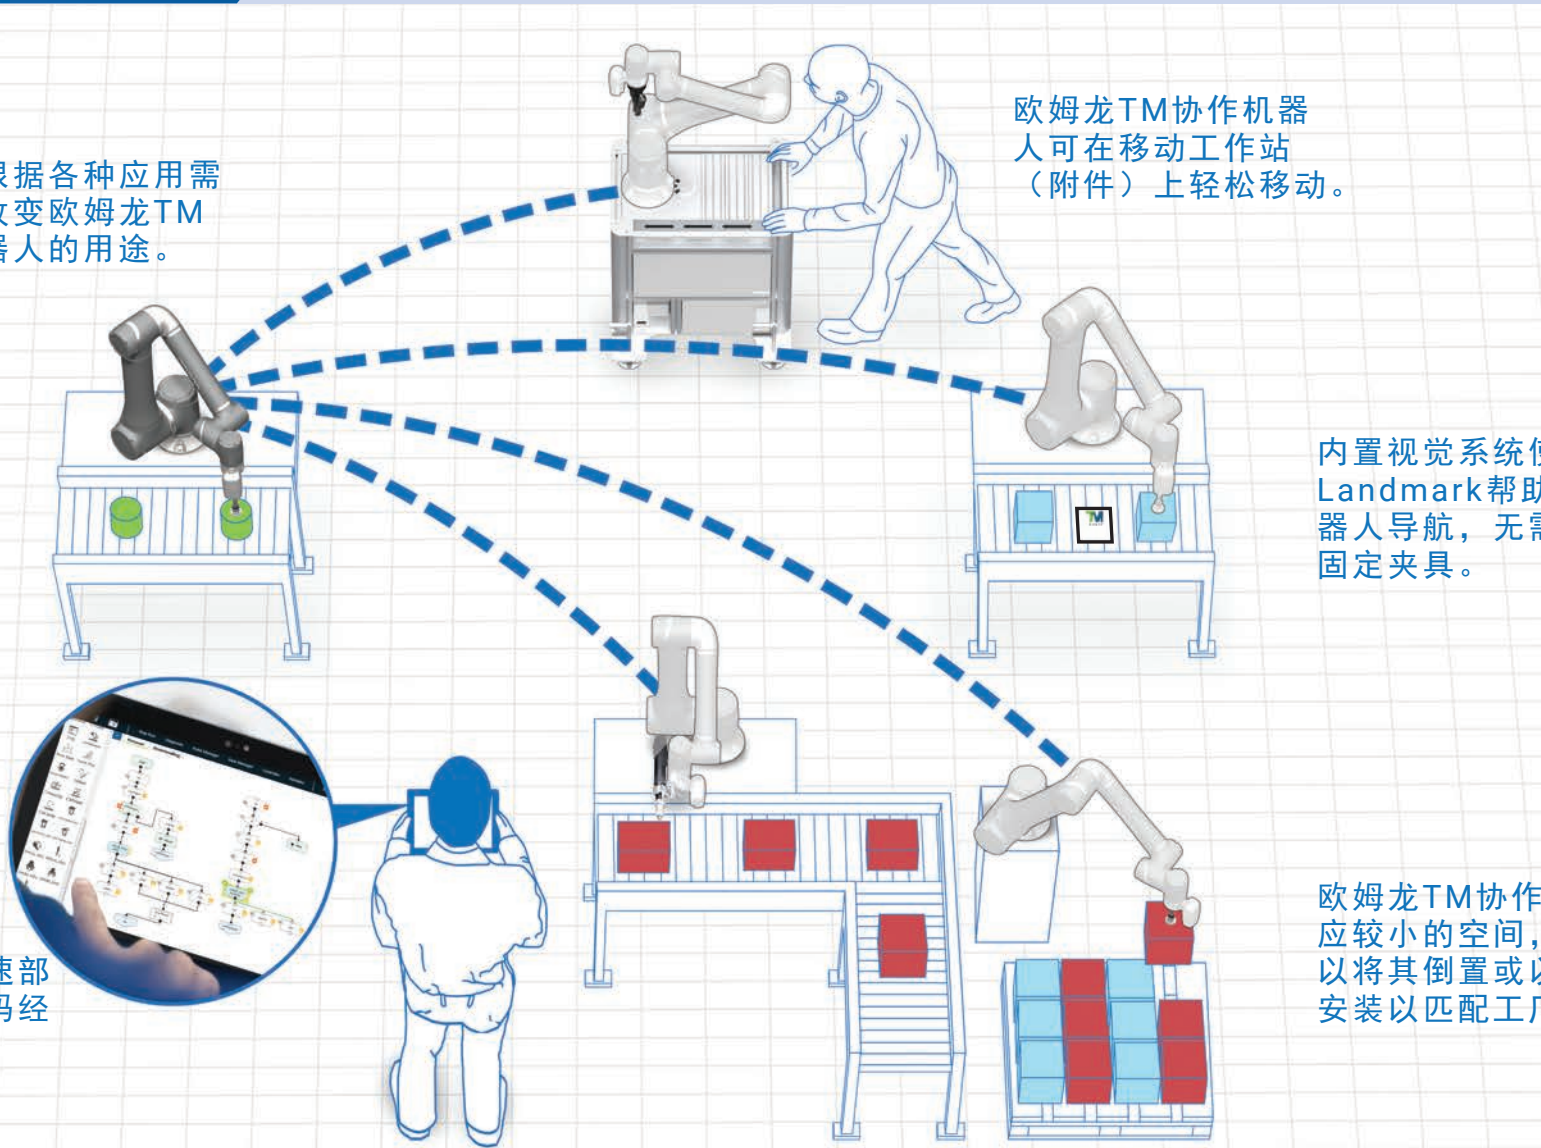 欧姆龙TM协作机器
人可在移动工作站
（附件）上轻松移动。
根据各种应用需
改变欧姆龙TM
器人的用途。
内置视觉系统使
Landmark帮助
器人导航，无需
固定夹具。
TM
欧姆龙TM协作
应较小的空间，
以将其倒置或以
安装以匹配工厂
速部
码经